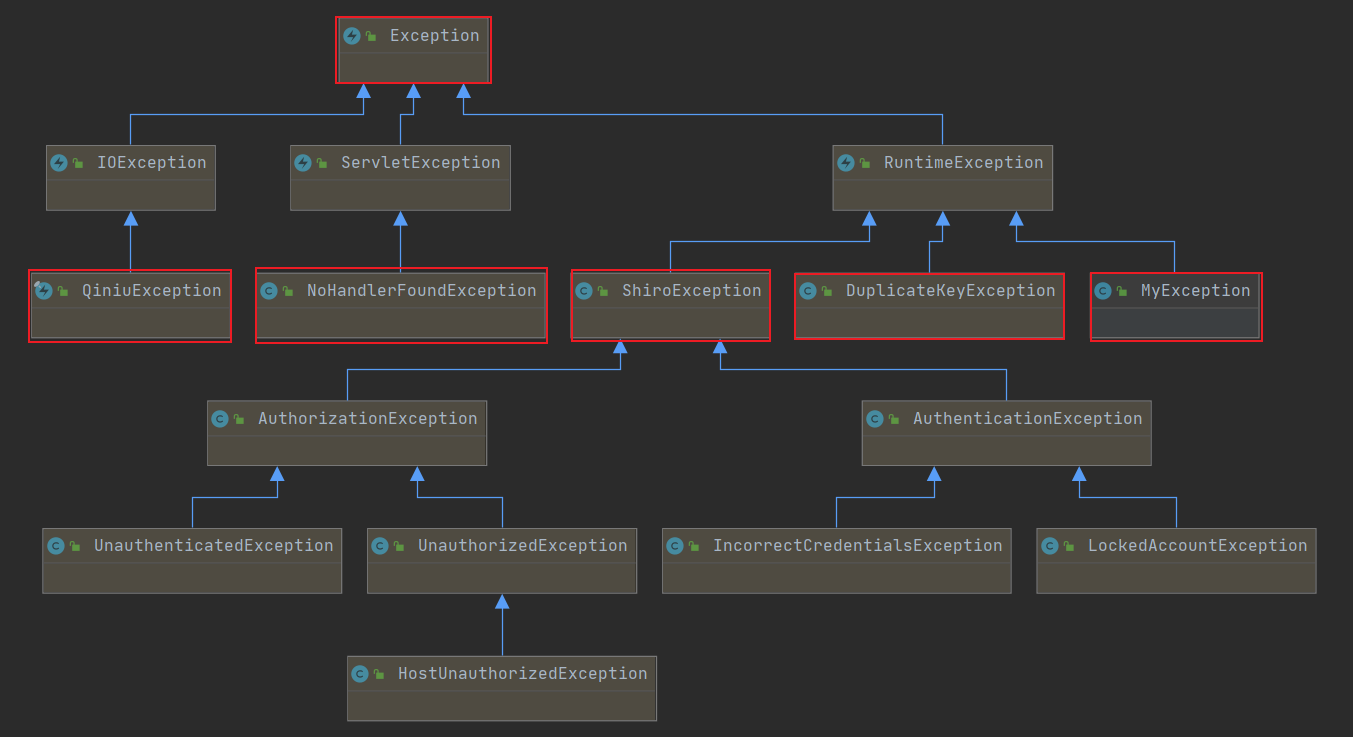 Exception
IOException
ServletException
RuntimeException
QiniuException
NoHandlerFoundException
ShiroException
DuplicateKeyException
MyException
AuthorizationException
AuthenticationException
UnauthenticatedException
UnauthorizedException
IncorrectCredentialsException
LockedAccountException
HostUnauthorizedException